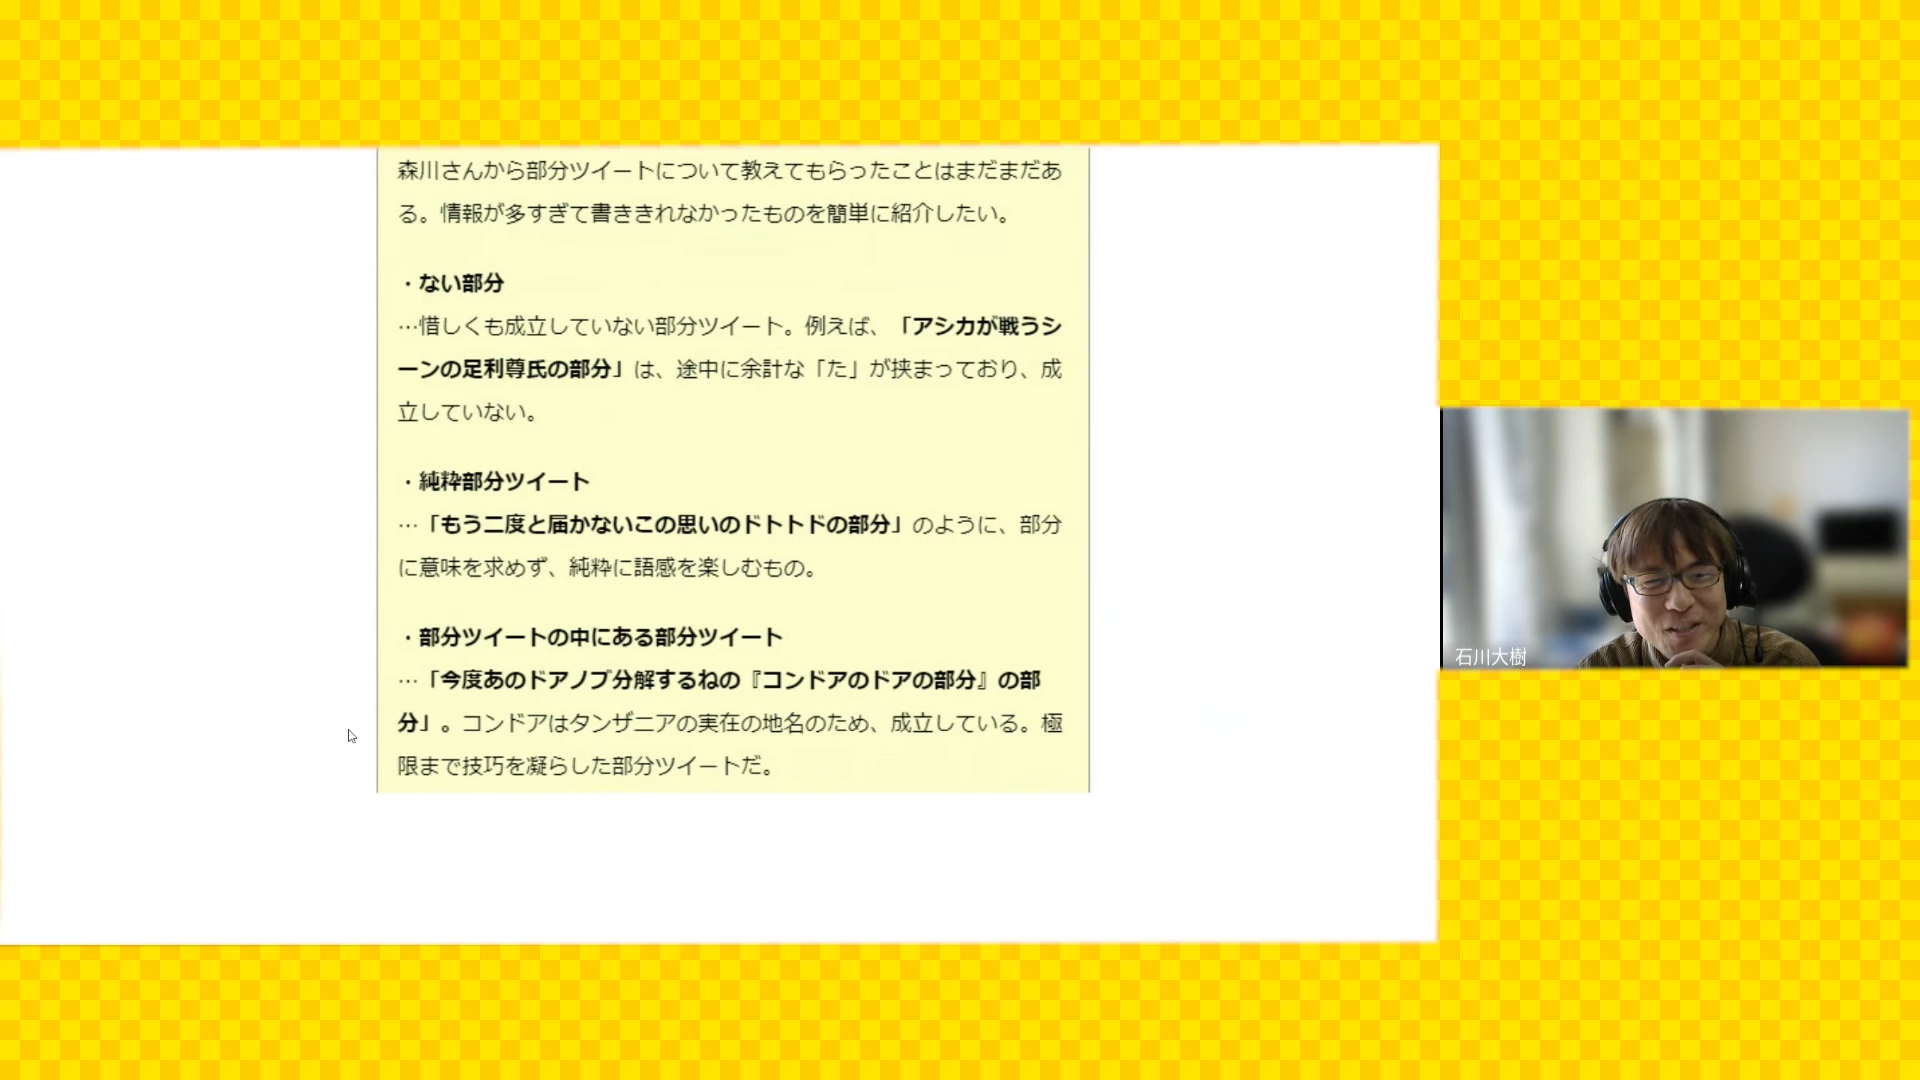 森川さんから部分ツイートについて教えてもらったことはまだまだあ
る。情報が多すぎて書ききれなかったものを簡単に紹介したい。
・ない部分
…惜しくも成立していない部分ツイート。例えば、「アシカが戦うシ
ーンの足利尊氏の部分」は、途中に余計な「た」が挟まっており、成
立していない。
・純粋部分ツイート
…「もう二度と届かないこの思いのドトトドの部分」のように、部分
に意味を求めず、純粋に語感を楽しむもの。
・部分ツイートの中にある部分ツイート
…「今度あのドアノブ分解するねの『コンドアのドアの部分』の部
分」。コンドアはタンザニアの実在の地名のため、成立している。極
限まで技巧を凝らした部分ツイートだ。
石川大樹